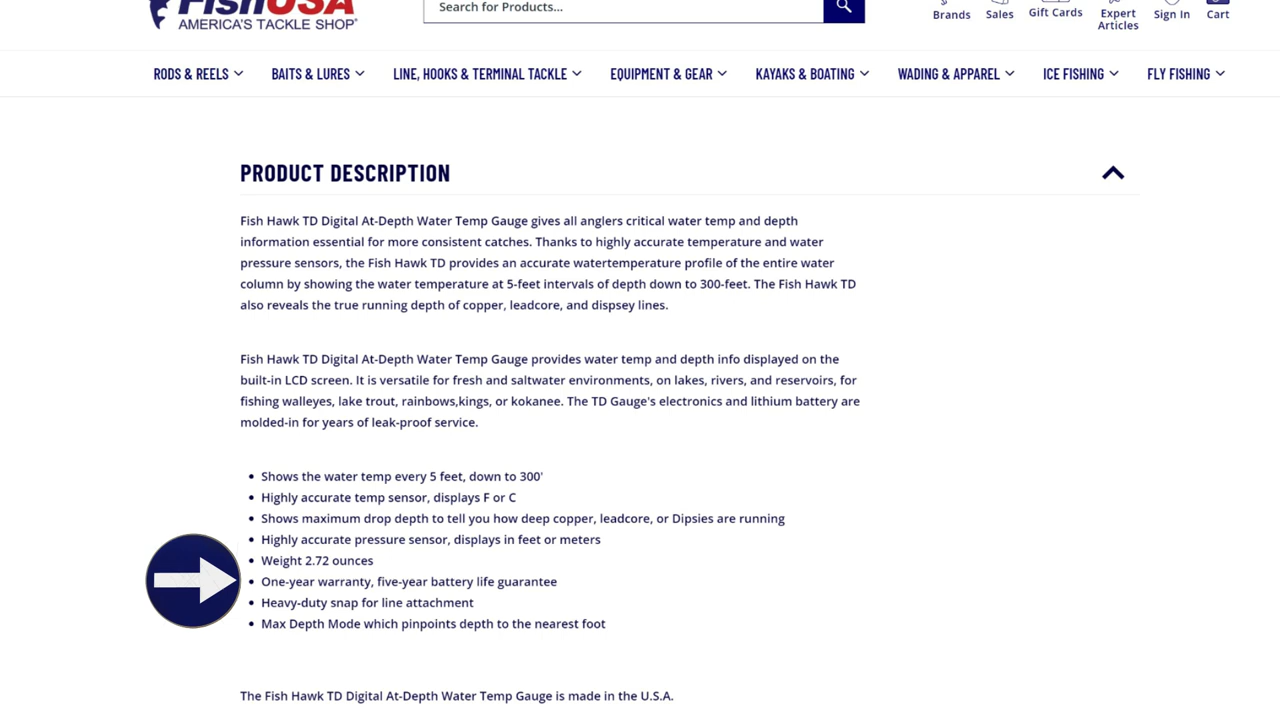 FishUSA
AMERICA'S TACKLE SHOP®
Search for Products...
Brands
Sales
Gift Cards
Expert
Articles
Sign In
Cart
RODS & REELS
BAITS & LURES
LINE, HOOKS & TERMINAL TACKLE
EQUIPMENT & GEAR
KAYAKS & BOATING
WADING & APPAREL
ICE FISHING
FLY FISHING
PRODUCT DESCRIPTION
Fish Hawk TD Digital At-Depth Water Temp Gauge gives all anglers critical water temp and depth
information essential for more consistent catches. Thanks to highly accurate temperature and water
pressure sensors, the Fish Hawk TD provides an accurate watertemperature profile of the entire water
column by showing the water temperature at 5-feet intervals of depth down to 300-feet. The Fish Hawk TD
also reveals the true running depth of copper, leadcore, and dispsey lines.
Fish Hawk TD Digital At-Depth Water Temp Gauge provides water temp and depth info displayed on the
built-in LCD screen. It is versatile for fresh and saltwater environments, on lakes, rivers, and reservoirs, for
fishing walleyes, lake trout, rainbows,kings, or kokanee. The TD Gauge's electronics and lithium battery are
molded-in for years of leak-proof service.
• Shows the water temp every 5 feet, down to 300'
• Highly accurate temp sensor, displays F or C
• Shows maximum drop depth to tell you how deep copper, leadcore, or Dipsies are running
• Highly accurate pressure sensor, displays in feet or meters
• Weight 2.72 ounces
• One-year warranty, five-year battery life guarantee
• Heavy-duty snap for line attachment
• Max Depth Mode which pinpoints depth to the nearest foot
The Fish Hawk TD Digital At-Depth Water Temp Gauge is made in the U.S.A.